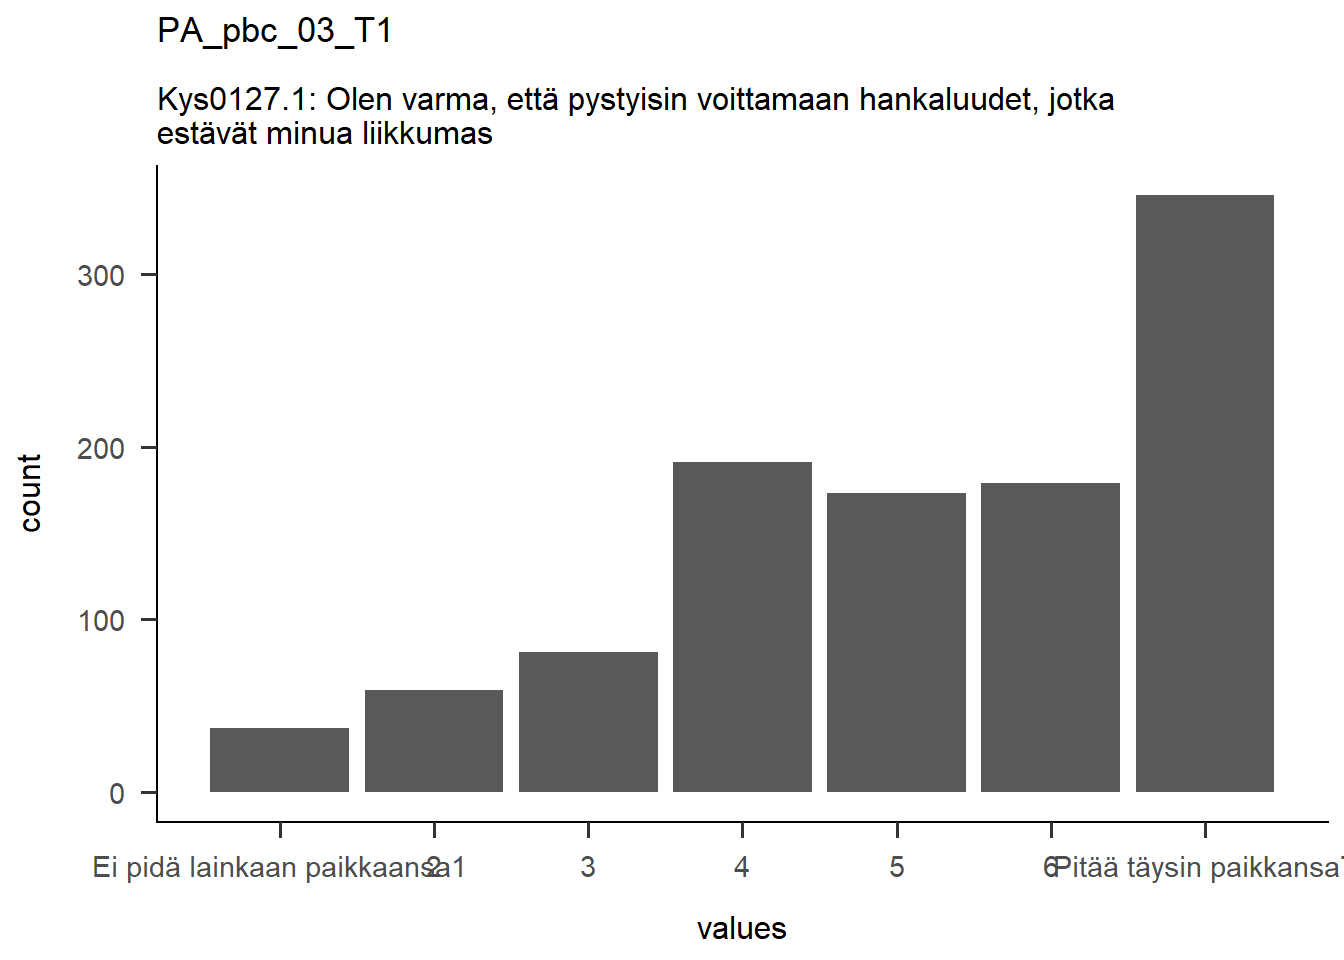 PA_pbc_03_T1
Kys0127.1: Olen varma, että pystyisin voittamaan hankaluudet, jotka
estävät minua liikkumas
300
200
100
0
count
Ei pidä lainkaan paikkaansa1 2 3 4 5 6 Pitää täysin paikkansa7
values